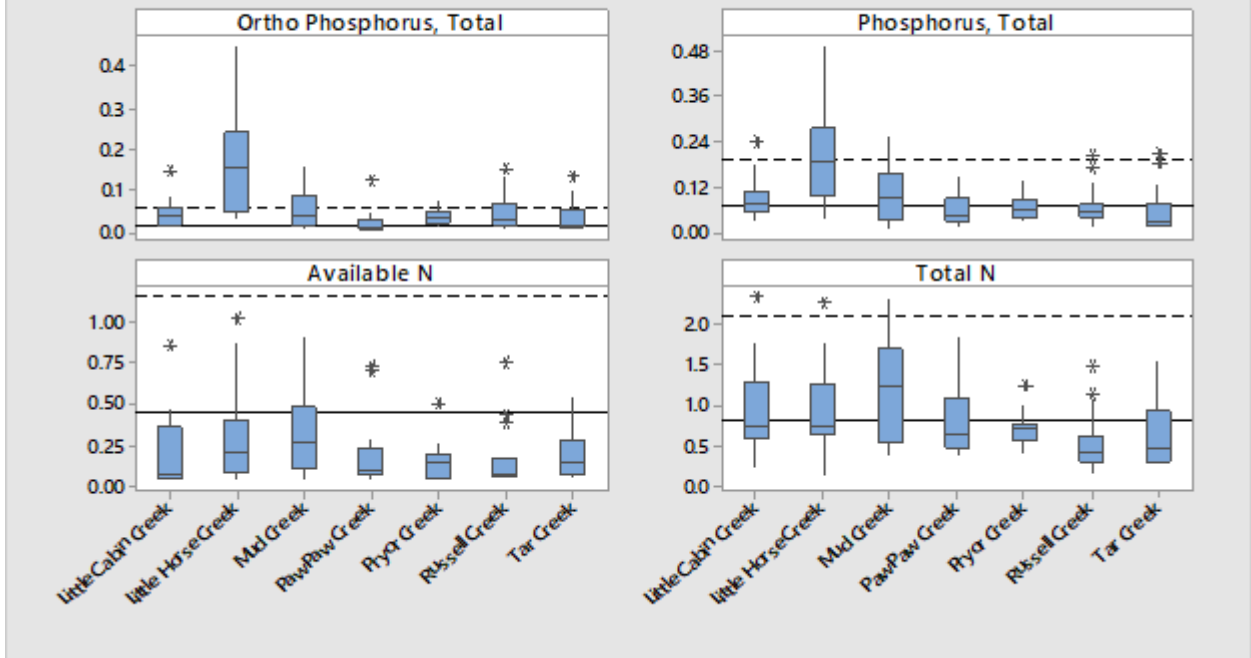 Ortho Phosphorus, Total
Phosphorus, Total
0.4
0.3
0.2
0.1
0.0
0.48
0.36
0.24
0.12
0.00
Available N
Total N
1.00
0.75
0.50
0.25
0.00
2.0
1.5
1.0
0.5
0.0
Little Cabin Creek
Little Horse Creek
Mud Creek
PawPaw Creek
Pryor Creek
Russell Creek
Tar Creek
Little Cabin Creek
Little Horse Creek
Mud Creek
PawPaw Creek
Pryor Creek
Russell Creek
Tar Creek